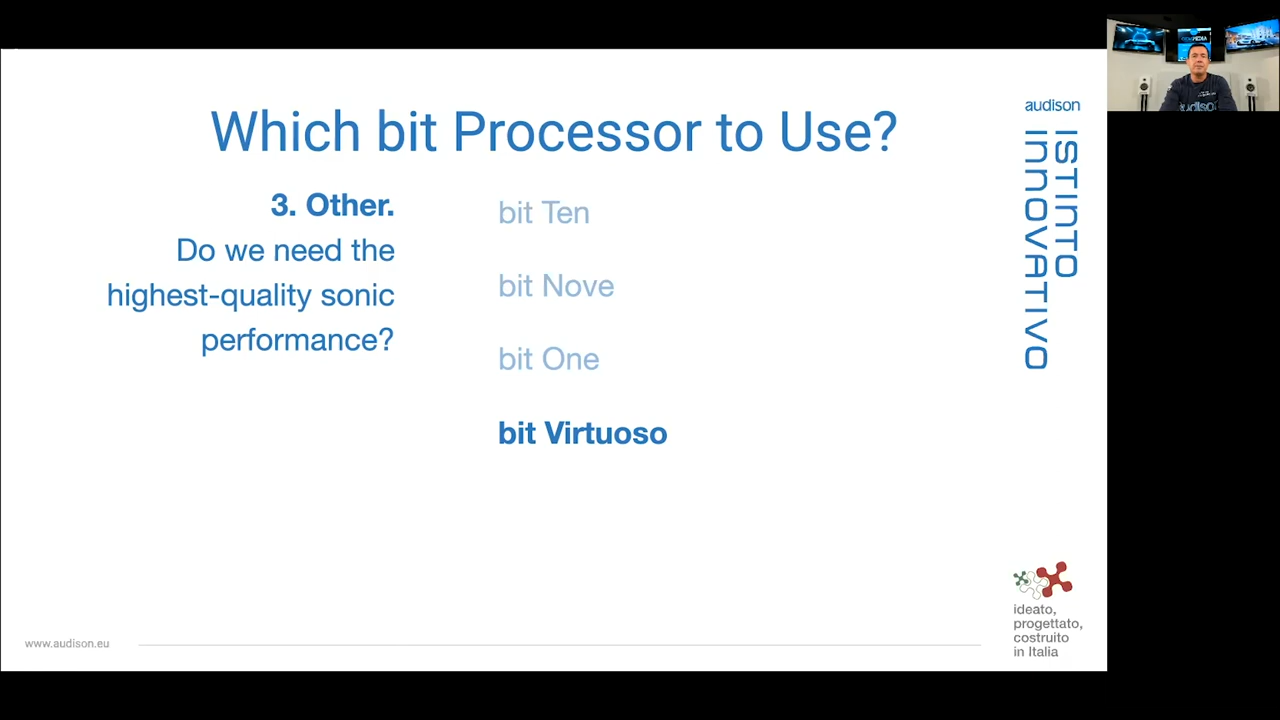 Which bit Processor to Use?
3. Other.
Do we need the
highest-quality sonic
performance?
bit Ten
bit Nove
bit One
bit Virtuoso
audison
ISTINTO
INNOVATIVO
www.audison.eu
ideato,
progettato,
costruito
in Italia
audison